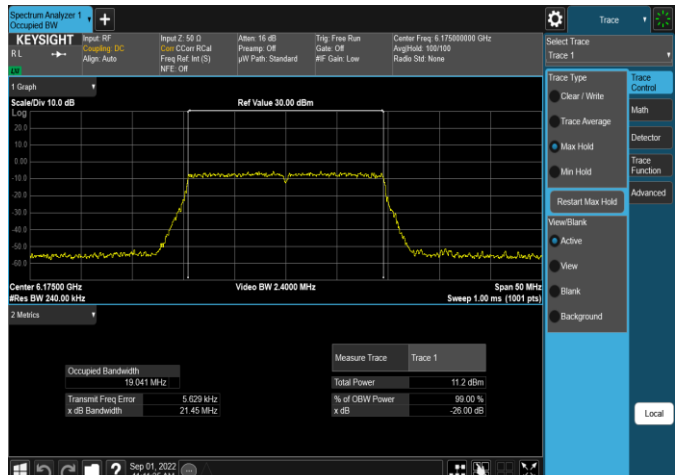 Spectrum Analyzer 1
Occupied BW
Trace
KEYSIGHT
R L
Input: RF
Coupling: DC
Align: Auto
Input Z: 50 Ω
Corr CCorr RCal
Freq Ref: Int (S)
NFE: Off
Atten: 16 dB
Preamp: Off
µW Path: Standard
Trig: Free Run
Gate: Off
#IF Gain: Low
Center Freq: 6.175000000 GHz
Avg|Hold: 100/100
Radio Std: None
Select Trace
Trace 1
1 Graph
Scale/Div 10.0 dB
Ref Value 30.00 dBm
Log
20.0
10.0
0.00
-10.0
-20.0
-30.0
-40.0
-50.0
-60.0
Center 6.17500 GHz
#Res BW 240.00 kHz
Video BW 2.4000 MHz
Span 50 MHz
Sweep 1.00 ms (1001 pts)
2 Metrics
Occupied Bandwidth
19.041 MHz
Transmit Freq Error 5.629 kHz
x dB Bandwidth 21.45 MHz
Measure Trace Trace 1
Total Power 11.2 dBm
% of OBW Power 99.00 %
x dB -26.00 dB
Trace Type
Clear / Write
Trace Average
Max Hold
Min Hold
Restart Max Hold
View/Blank
Active
View
Blank
Background
Trace
Control
Math
Detector
Trace
Function
Advanced
Local
Sep 01, 2022